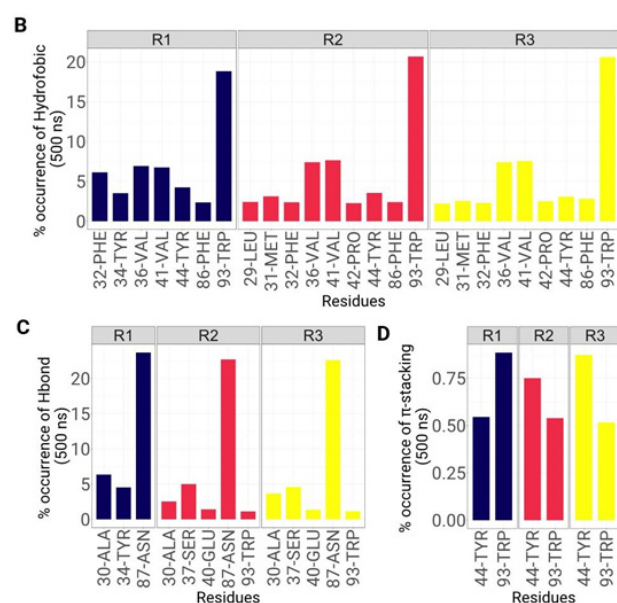 B
R1 R2 R3
% occurrence of Hydrofobic
(500 ns)
20
15
10
5
0
32-PHE 34-TYR 36-VAL 41-VAL 44-TYR 86-PHE 93-TRP 29-LEU 31-MET 32-PHE 36-VAL 41-VAL 42-PRO 44-TYR 86-PHE 93-TRP 29-LEU 31-MET 32-PHE 36-VAL 41-VAL 42-PRO 44-TYR 86-PHE 93-TRP
Residues
C
R1 R2 R3
% occurrence of Hbond
(500 ns)
20
15
10
5
0
30-ALA 34-TYR 87-ASN 30-ALA 37-SER 40-GLU 87-ASN 93-TRP 30-ALA 37-SER 40-GLU 87-ASN 93-TRP
Residues
D
R1 R2 R3
% occurrence of π-stacking
(500 ns)
0.75
0.50
0.25
0.00
44-TYR 93-TRP 44-TYR 93-TRP 44-TYR 93-TRP
Residues